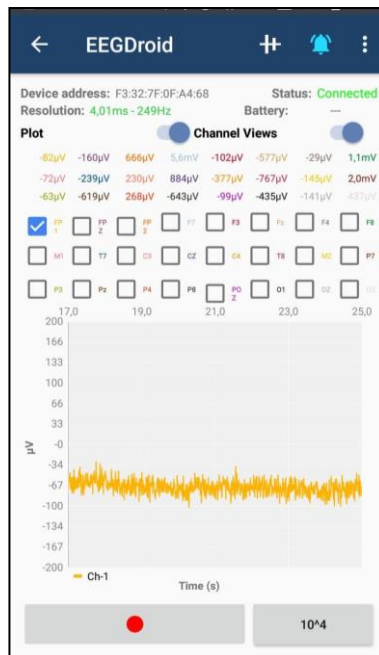 EEGDroid
Device address: F3:32:7F:0F:A4:68 Status: Connected
Resolution: 4,01ms - 249Hz Battery: ---
Plot Channel Views
-82µV -160µV 666µV 5,6mV -102µV -577µV -29µV 1,1mV
-72µV -239µV 230µV 884µV -377µV -767µV -145µV 2,0mV
-63µV -619µV 268µV -643µV -99µV -435µV -141µV 437µV
FP1 FPZ FP2 F7 F3 Fz F4 F8
M1 T7 C3 CZ C4 T8 M2 P7
P3 Pz P4 P8 POZ O1 OZ
17,0 19,0 21,0 23,0 25,0
200
166
133
100
66
33
-0
-34
-67
-100
-134
-167
-200
µV
Ch-1
Time (s)
10^4